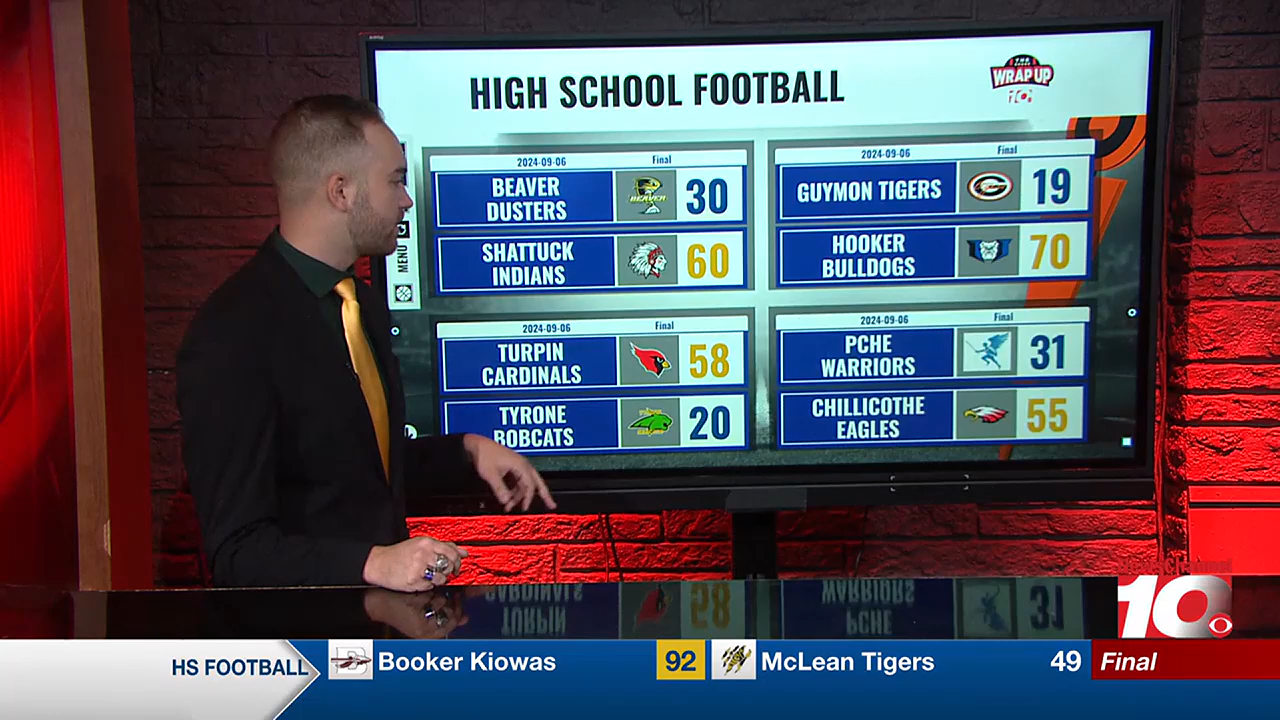 HIGH SCHOOL FOOTBALL
THE
WRAP UP
10
2024-09-06 Final
BEAVER
DUSTERS
BEAVER
30
SHATTUCK
INDIANS
60
2024-09-06 Final
GUYMON TIGERS
G
19
HOOKER
BULLDOGS
70
MENU
2024-09-06 Final
TURPIN
CARDINALS
58
TYRONE
BOBCATS
20
2024-09-06 Final
PCHE
WARRIORS
31
CHILLICOTHE
EAGLES
55
10
HS FOOTBALL
B
Booker Kiowas 92 McLean Tigers 49 Final